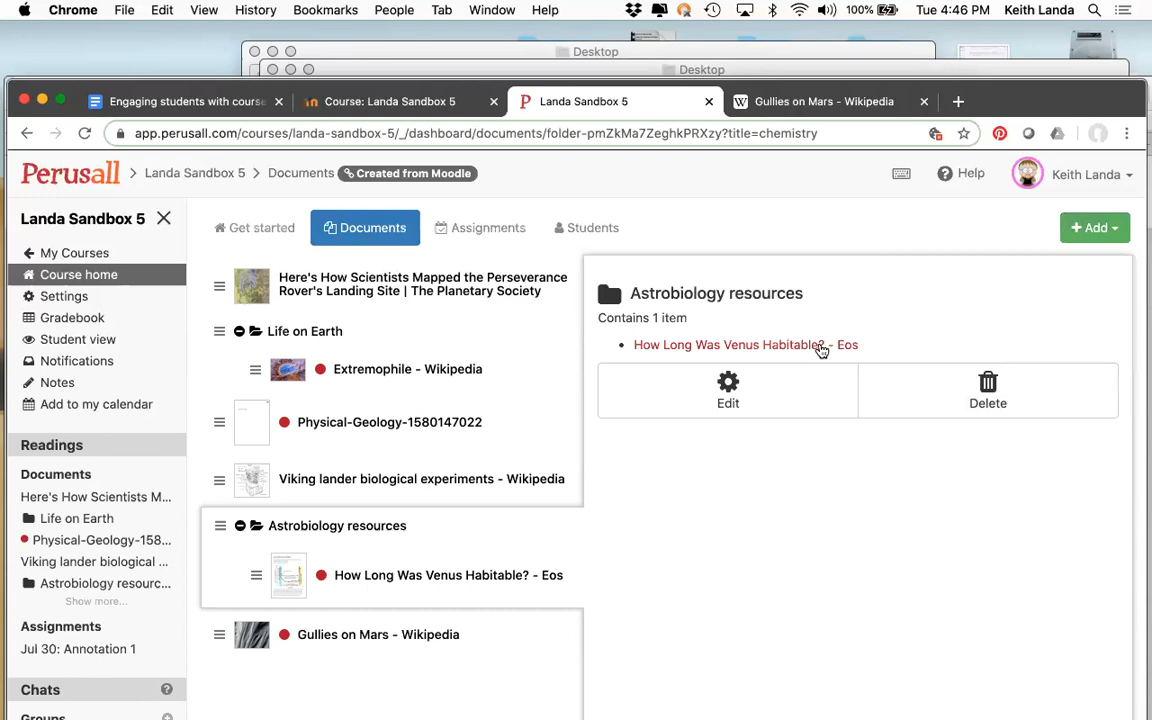 Chrome File Edit View History Bookmarks People Tab Window Help 100% Tue 4:46 PM Keith Landa
Desktop
Desktop
Engaging students with course Course: Landa Sandbox 5 Landa Sandbox 5 Gullies on Mars - Wikipedia
app.perusall.com/courses/landa-sandbox-5/_/dashboard/documents/folder-pmZkMa7ZeghkPRXzy?title=chemistry
Perusall Landa Sandbox 5 Documents Created from Moodle Help Keith Landa
Landa Sandbox 5
My Courses
Course home
Settings
Gradebook
Student view
Notifications
Notes
Add to my calendar
Readings
Documents
Here's How Scientists M...
Life on Earth
Physical-Geology-158...
Viking lander biological ...
Astrobiology resourc...
Show more...
Assignments
Jul 30: Annotation 1
Chats
Groups
Get started Documents Assignments Students + Add
Here's How Scientists Mapped the Perseverance
Rover's Landing Site | The Planetary Society
Life on Earth
Extremophile - Wikipedia
Physical-Geology-1580147022
Viking lander biological experiments - Wikipedia
Astrobiology resources
How Long Was Venus Habitable? - Eos
Gullies on Mars - Wikipedia
Astrobiology resources
Contains 1 item
How Long Was Venus Habitable? - Eos
Edit Delete